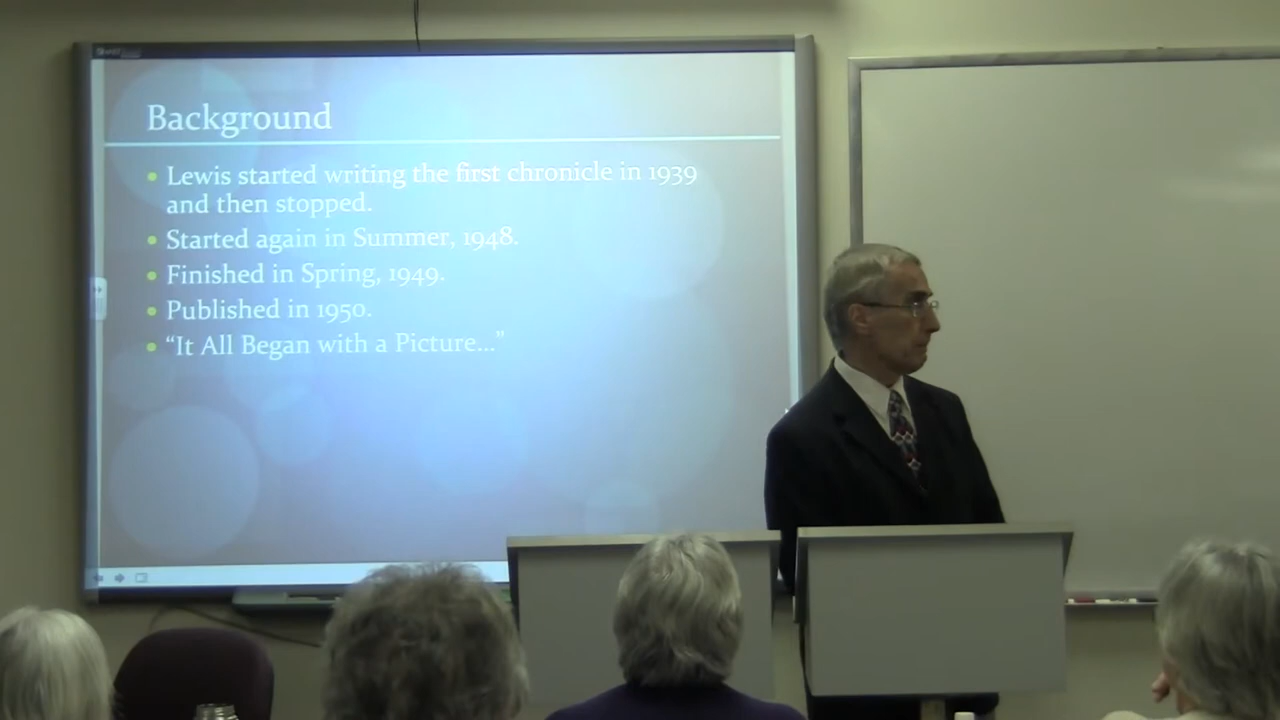 Background
Lewis started writing the first chronicle in 1939
and then stopped.
Started again in Summer, 1948.
Finished in Spring, 1949.
Published in 1950.
“It All Began with a Picture...”